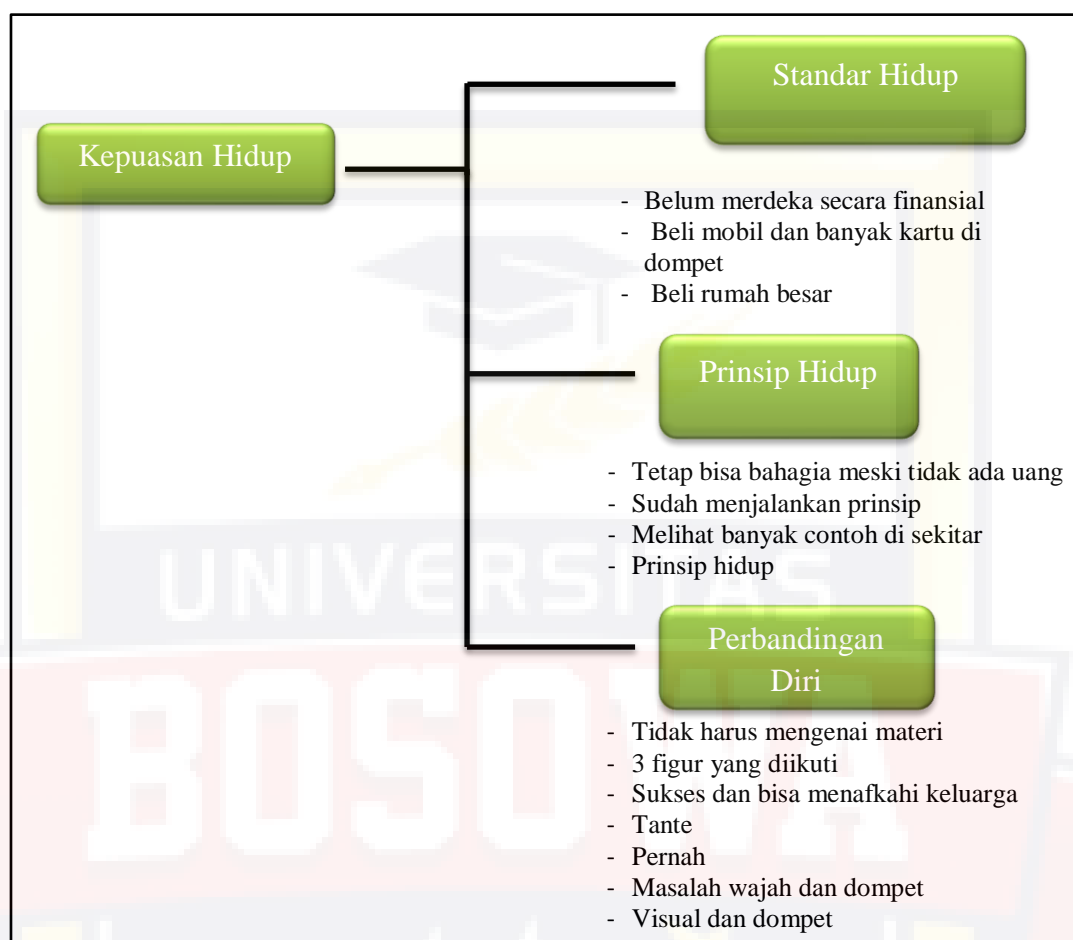 Standar Hidup
Kepuasan Hidup
- Belum merdeka secara finansial
- Beli mobil dan banyak kartu di
dompet
- Beli rumah besar
Prinsip Hidup
- Tetap bisa bahagia meski tidak ada uang
- Sudah menjalankan prinsip
- Melihat banyak contoh di sekitar
- Prinsip hidup
UNIVERSITAS
Perbandingan
Diri
BOSOWA
- Tidak harus mengenai materi
- 3 figur yang diikuti
- Sukses dan bisa menafkahi keluarga
- Tante
- Pernah
- Masalah wajah dan dompet
- Visual dan dompet